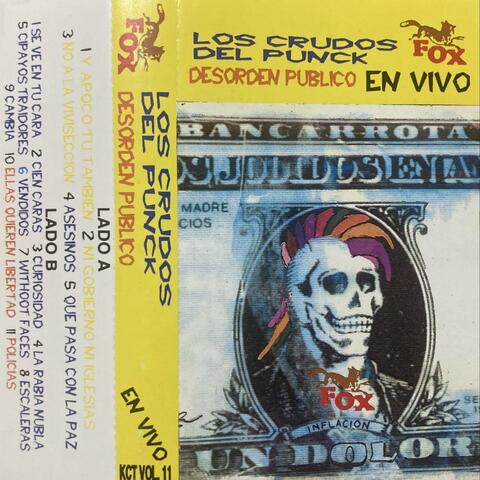 LOS CRUDOS
DEL PUNCK
DESORDEN PUBLICO EN VIVO
FOX
BANCARROTA
MADRE
CIOS
FOX
INFLACION
UN DOLOR
FOX
LOS CRUDOS
DEL PUNCK
DESORDEN PUBLICO
EN VIVO
KCT VOL 11
LADO A
1 Y APOCO TU TAMBIEN 2 NI GOBIERNO NI IGLESIAS
3 NO A LA VIVISECCION 4 ASESINOS 5 QUE PASA CON LA PAZ
LADO B
1 SE VE EN TU CARA 2 CIEN CARAS 3 CURIOSIDAD 4 LA RABIA NUBLA
5 CIPAYOS TRAIDORES 6 VENDIDOS 7 WITHOOT FACES 8 ESCALERAS
9 CAMBIA 10 ELLAS QUIEREN LIBERTAD 11 POLICIAS